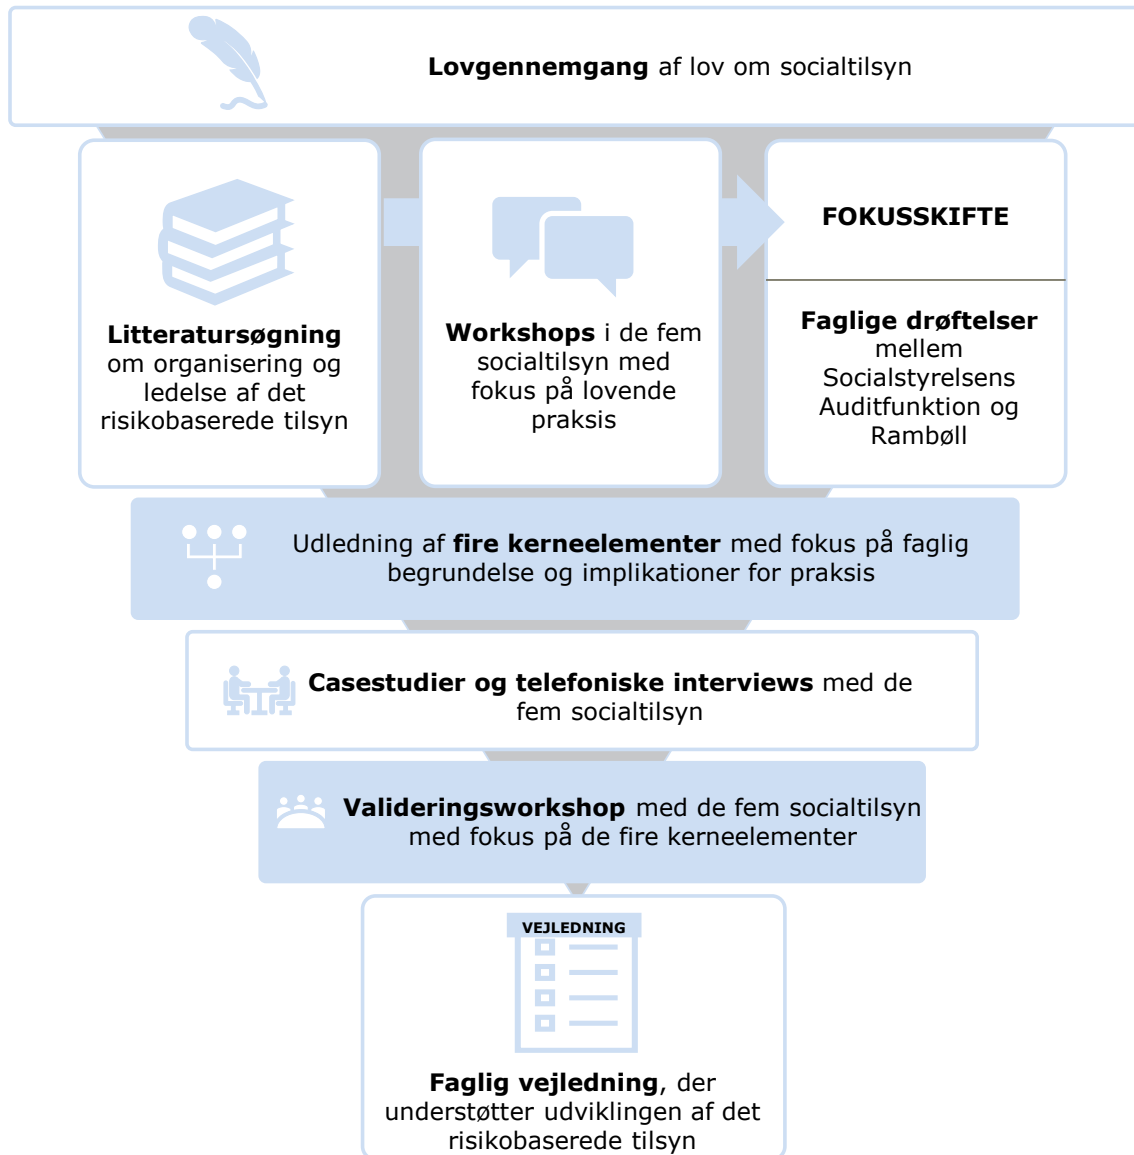 Lovgennemgang af lov om socialtilsyn
Litteratursøgning
om organisering og
ledelse af det
risikobaserede tilsyn
Workshops i de fem
socialtilsyn med
fokus på lovende
praksis
FOKUSSKIFTE
Faglige drøftelser
mellem
Socialstyrelsens
Auditfunktion og
Rambøll
Udledning af fire kerneelementer med fokus på faglig
begrundelse og implikationer for praksis
Casestudier og telefoniske interviews med de
fem socialtilsyn
Valideringsworkshop med de fem socialtilsyn
med fokus på de fire kerneelementer
VEJLEDNING
Faglig vejledning, der
understøtter udviklingen af det
risikobaserede tilsyn